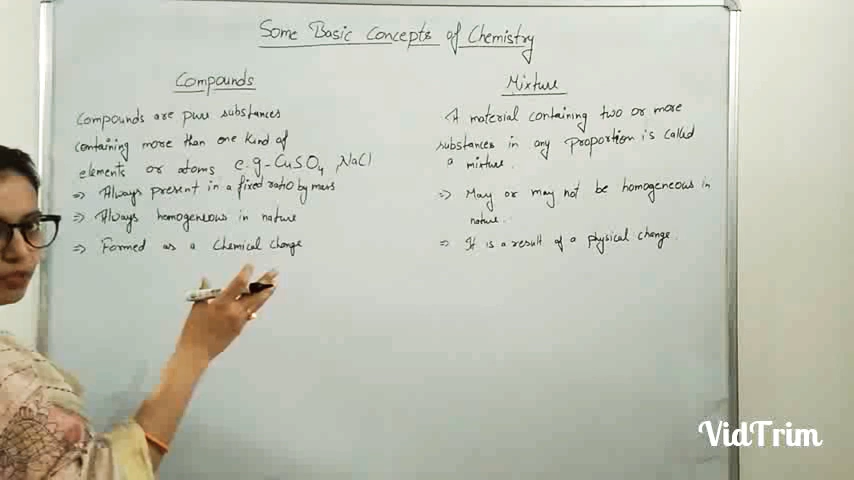 Some Basic Concepts of Chemistry
Compounds
Compounds are pure substances
containing more than one kind of
elements or atoms e.g - CuSO4, NaCl
⇒ Always present in a fixed ratio by mass
⇒ Always homogeneous in nature
⇒ Formed as a chemical change
Mixture
A material containing two or more
substances in any proportion is called
a mixture.
⇒ May or may not be homogeneous in
nature.
⇒ It is a result of a physical change.
VidTrim